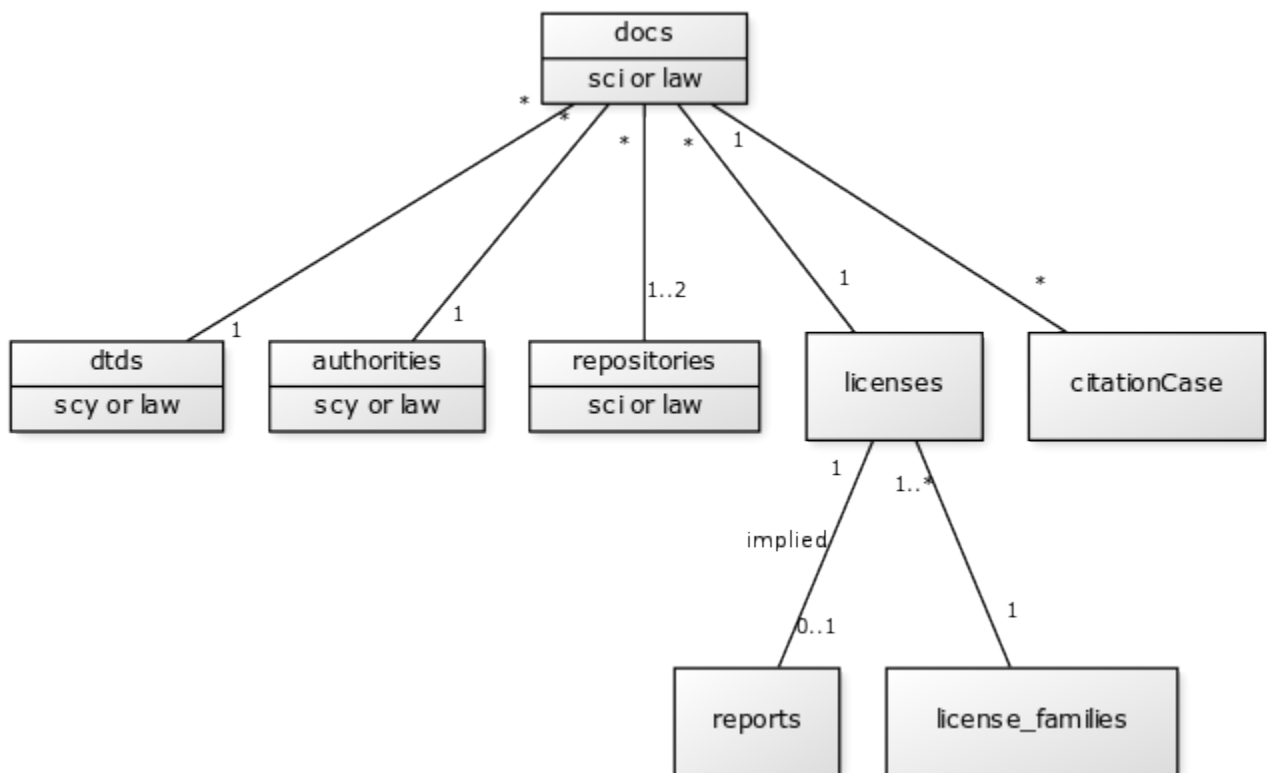 docs
sci or law
*
*
*
*
1
1
1
1..2
1
*
dtds
scy or law
authorities
scy or law
repositories
sci or law
licenses
citationCase
1
1..*
implied
0..1
1
reports
license_families